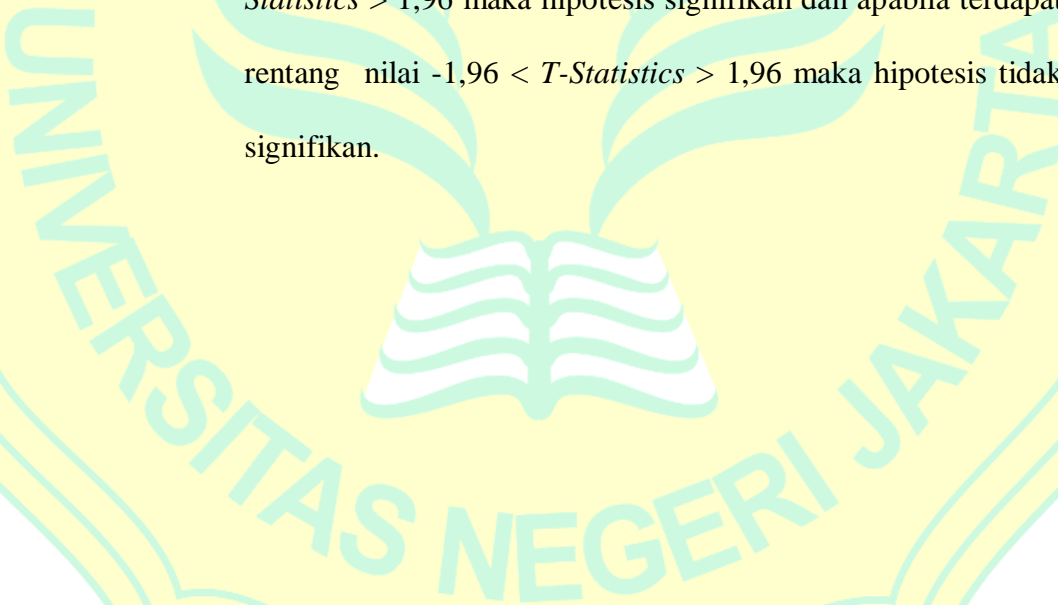 Statistics > 1,96 maka hipotesis signifikan dan apabila terdapat
rentang nilai -1,96 < T-Statistics > 1,96 maka hipotesis tidak
signifikan.
UNIVERSITAS NEGERI JAKARTA